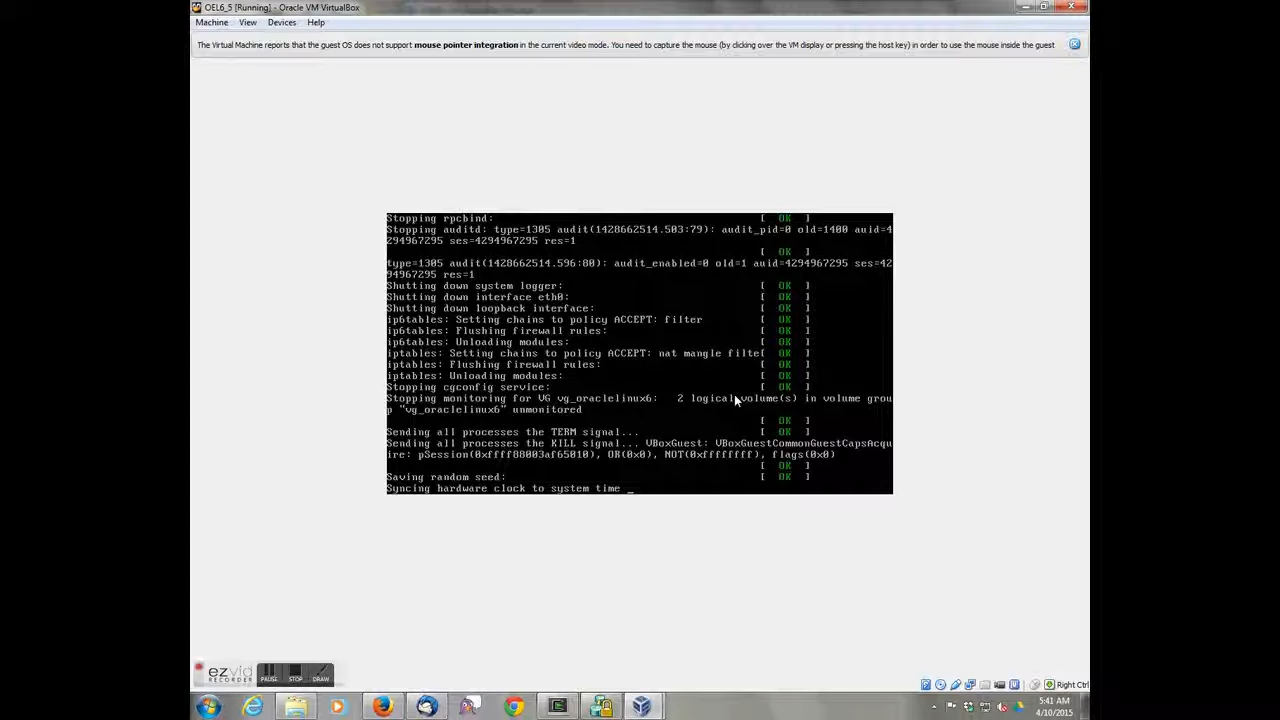 OEL6_5 [Running] - Oracle VM VirtualBox
Machine View Devices Help
The Virtual Machine reports that the guest OS does not support mouse pointer integration in the current video mode. You need to capture the mouse (by clicking over the VM display or pressing the host key) in order to use the mouse inside the guest
Stopping rpcbind: [ OK ]
Stopping auditd: type=1305 audit(1428662514.503:79): audit_pid=0 old=1400 auid=4
294967295 ses=4294967295 res=1
[ OK ]
type=1305 audit(1428662514.596:80): audit_enabled=0 old=1 auid=4294967295 ses=42
94967295 res=1
Shutting down system logger: [ OK ]
Shutting down interface eth0: [ OK ]
Shutting down loopback interface: [ OK ]
ip6tables: Setting chains to policy ACCEPT: filter [ OK ]
ip6tables: Flushing firewall rules: [ OK ]
ip6tables: Unloading modules: [ OK ]
iptables: Setting chains to policy ACCEPT: nat mangle filte[ OK ]
iptables: Flushing firewall rules: [ OK ]
iptables: Unloading modules: [ OK ]
Stopping cgconfig service: [ OK ]
Stopping monitoring for VG vg_oraclelinux6: 2 logical volume(s) in volume grou
p "vg_oraclelinux6" unmonitored
[ OK ]
Sending all processes the TERM signal... [ OK ]
Sending all processes the KILL signal... VBoxGuest: VBoxGuestCommonGuestCapsAcqu
ire: pSession(0xffff88003af65010), OR(0x0), NOT(0xffffffff), flags(0x0)
[ OK ]
Saving random seed: [ OK ]
Syncing hardware clock to system time _
ezvid
RECORDER
PAUSE STOP DRAW
Right Ctrl
5:41 AM
4/10/2015